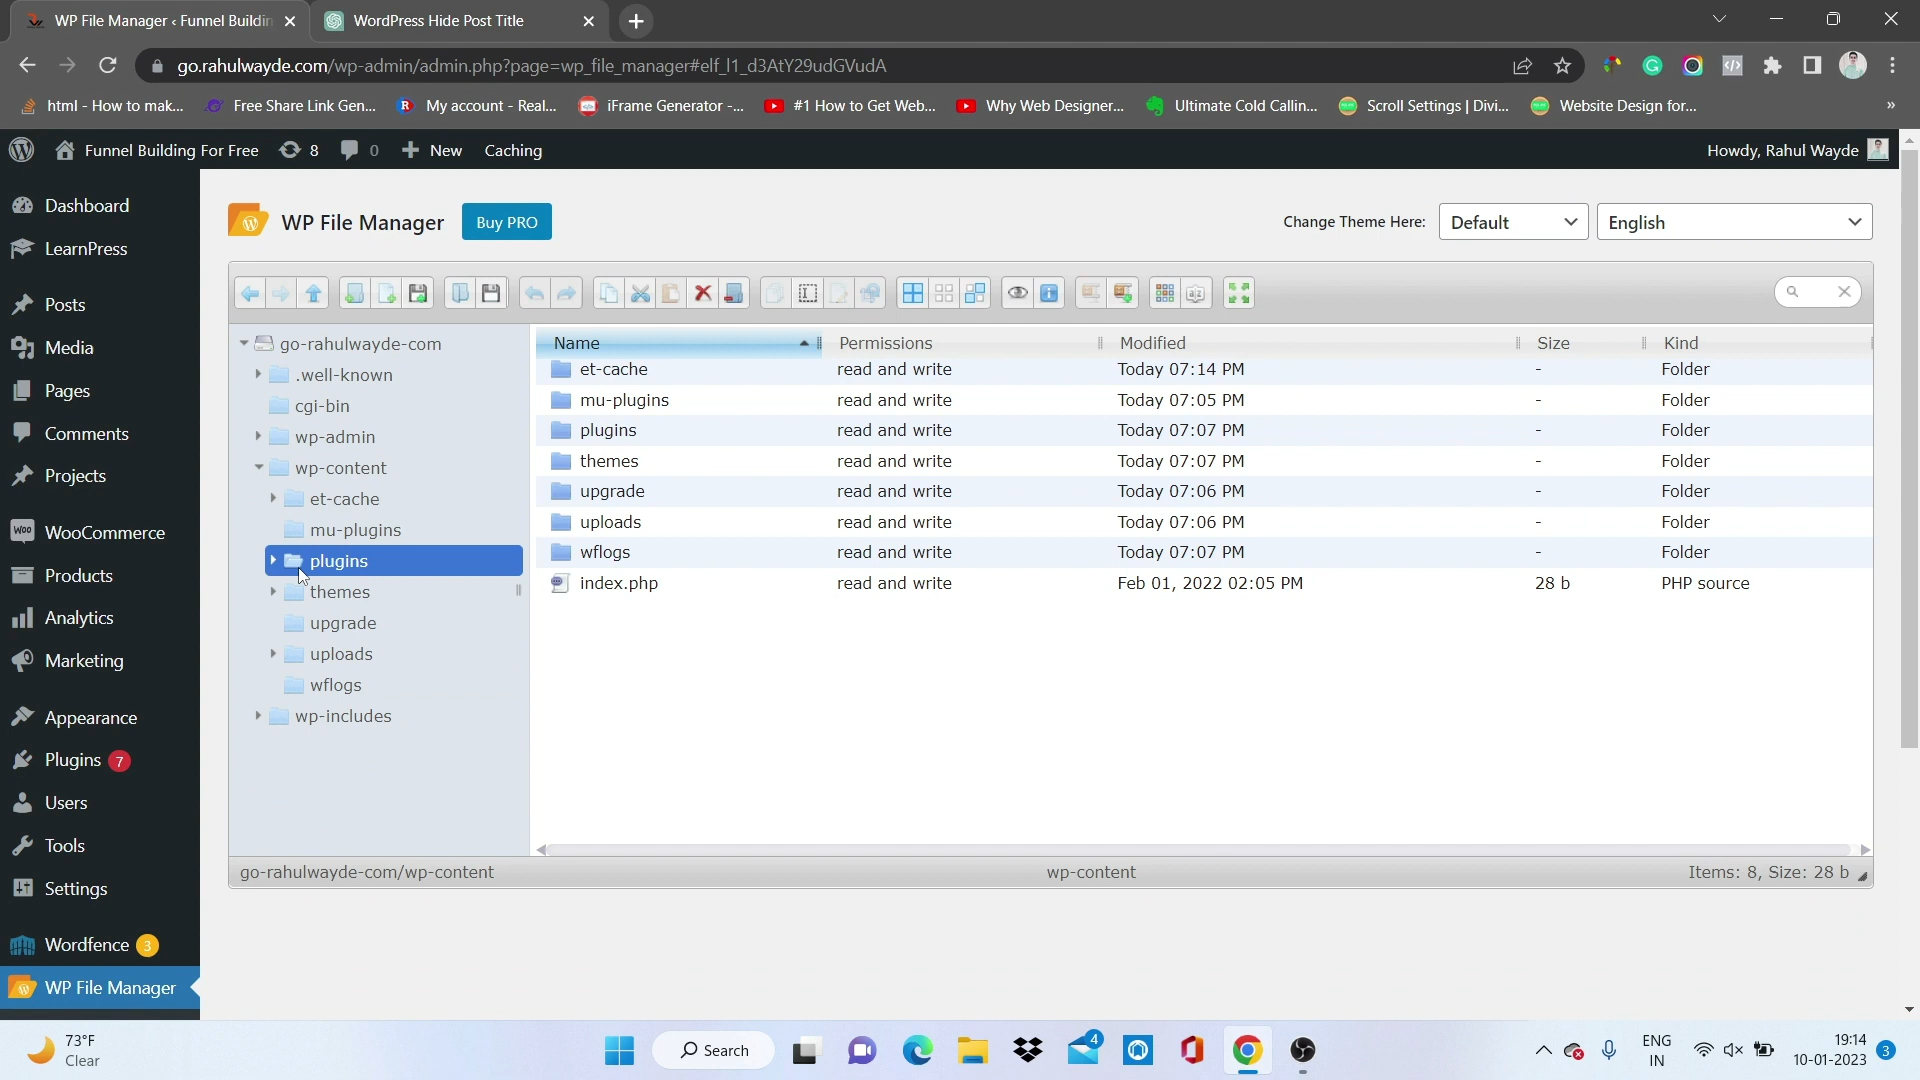 WP File Manager ‹ Funnel Buildin
WordPress Hide Post Title
go.rahulwayde.com/wp-admin/admin.php?page=wp_file_manager#elf_l1_d3AtY29udGVudA
html - How to mak...
Free Share Link Gen...
My account - Real...
iFrame Generator -...
#1 How to Get Web...
Why Web Designer...
Ultimate Cold Callin...
Scroll Settings | Divi...
Website Design for...
»
Funnel Building For Free
8
0
New
Caching
Howdy, Rahul Wayde
Dashboard
LearnPress
Posts
Media
Pages
Comments
Projects
WooCommerce
Products
Analytics
Marketing
Appearance
Plugins 7
Users
Tools
Settings
Wordfence 3
WP File Manager
WP File Manager
Buy PRO
Change Theme Here:
Default
English
go-rahulwayde-com
.well-known
cgi-bin
wp-admin
wp-content
et-cache
mu-plugins
plugins
themes
upgrade
uploads
wflogs
wp-includes
Name Permissions Modified Size Kind
et-cache read and write Today 07:14 PM - Folder
mu-plugins read and write Today 07:05 PM - Folder
plugins read and write Today 07:07 PM - Folder
themes read and write Today 07:07 PM - Folder
upgrade read and write Today 07:06 PM - Folder
uploads read and write Today 07:06 PM - Folder
wflogs read and write Today 07:07 PM - Folder
index.php read and write Feb 01, 2022 02:05 PM 28 b PHP source
go-rahulwayde-com/wp-content
wp-content
Items: 8, Size: 28 b
73°F
Clear
Search
4
ENG
IN
19:14
10-01-2023
3